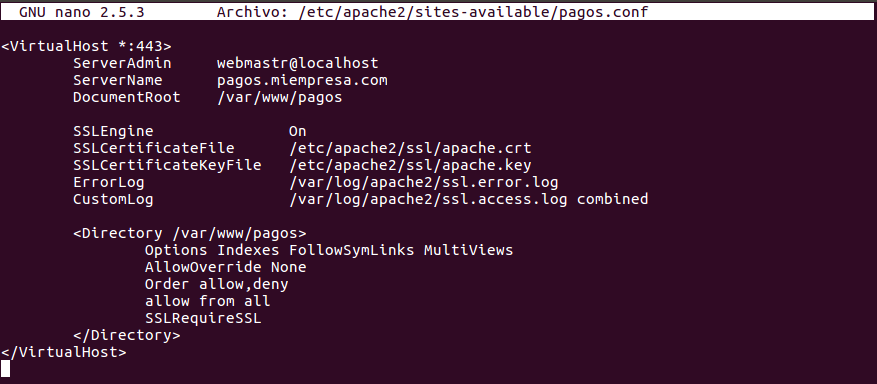 GNU nano 2.5.3 Archivo: /etc/apache2/sites-available/pagos.conf
<VirtualHost *:443>
ServerAdmin webmastr@localhost
ServerName pagos.miempresa.com
DocumentRoot /var/www/pagos
SSLEngine On
SSLCertificateFile /etc/apache2/ssl/apache.crt
SSLCertificateKeyFile /etc/apache2/ssl/apache.key
ErrorLog /var/log/apache2/ssl.error.log
CustomLog /var/log/apache2/ssl.access.log combined
<Directory /var/www/pagos>
Options Indexes FollowSymLinks MultiViews
AllowOverride None
Order allow,deny
allow from all
SSLRequireSSL
</Directory>
</VirtualHost>